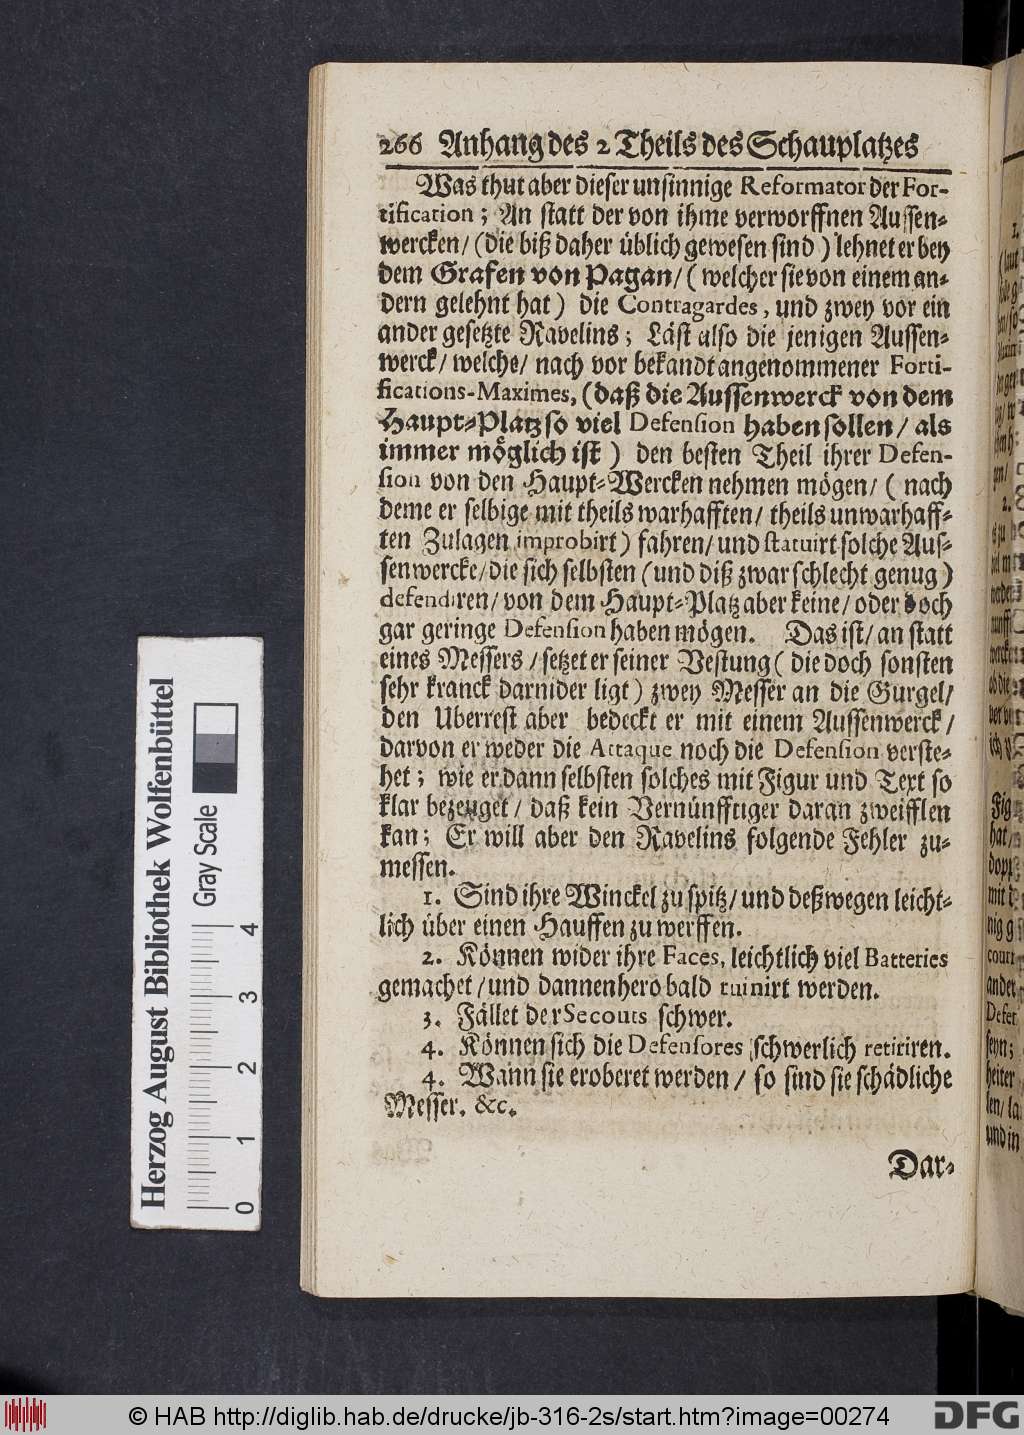 266 Anhang des 2 Theils des Schauplatzes
Was thut aber dieser unsinnige Reformator der For-
tification; An statt der von ihme verworffnen Aussen-
wercken/ (die biß daher üblich gewesen sind) lehnet er bey
dem Grafen von Pagan/ (welcher sie von einem an-
dern gelehnt hat) die Contragardes, und zwey vor ein
ander gesetzte Ravelins; Läst also die jenigen Aussen-
werck/ welche/ nach vor bekandt angenommener Forti-
fications-Maximes, (daß die Aussenwerck von dem
Haupt-Platz so viel Defension haben sollen/ als
immer möglich ist) den besten Theil ihrer Defen-
sion von den Haupt-Wercken nehmen mögen/ (nach
deme er selbige mit theils warhafften/ theils unwarhaff-
ten Zulagen improbirt) fahren/ und statuirt solche Aus-
senwercke/ die sich selbsten (und diß zwar schlecht genug)
defendiren/ von dem Haupt-Platz aber keine/ oder doch
gar geringe Defension haben mögen. Das ist/ an statt
eines Messers/ setzet er seiner Vestung (die doch sonsten
sehr kranck darnider ligt) zwey Messer an die Gurgel/
den Uberrest aber bedeckt er mit einem Aussenwerck/
darvon er weder die Attaque noch die Defension verste-
het; wie er dann selbsten solches mit Figur und Text so
klar bezeuget/ daß kein Vernünfftiger daran zweifflen
kan; Er will aber den Ravelins folgende Fehler zu-
messen.
1. Sind ihre Winckel zu spitz/ und deßwegen leicht-
lich über einen Hauffen zu werffen.
2. Können wider ihre Faces, leichtlich viel Batteries
gemachet/ und dannenhero bald ruinirt werden.
3. Fället der Secours schwer.
4. Können sich die Defensores schwerlich retiriren.
4. Wann sie eroberet werden/ so sind sie schädliche
Messer. &c.
Dar-
Herzog August Bibliothek Wolfenbüttel
Gray Scale
0 1 2 3 4
© HAB http://diglib.hab.de/drucke/jb-316-2s/start.htm?image=00274
DFG